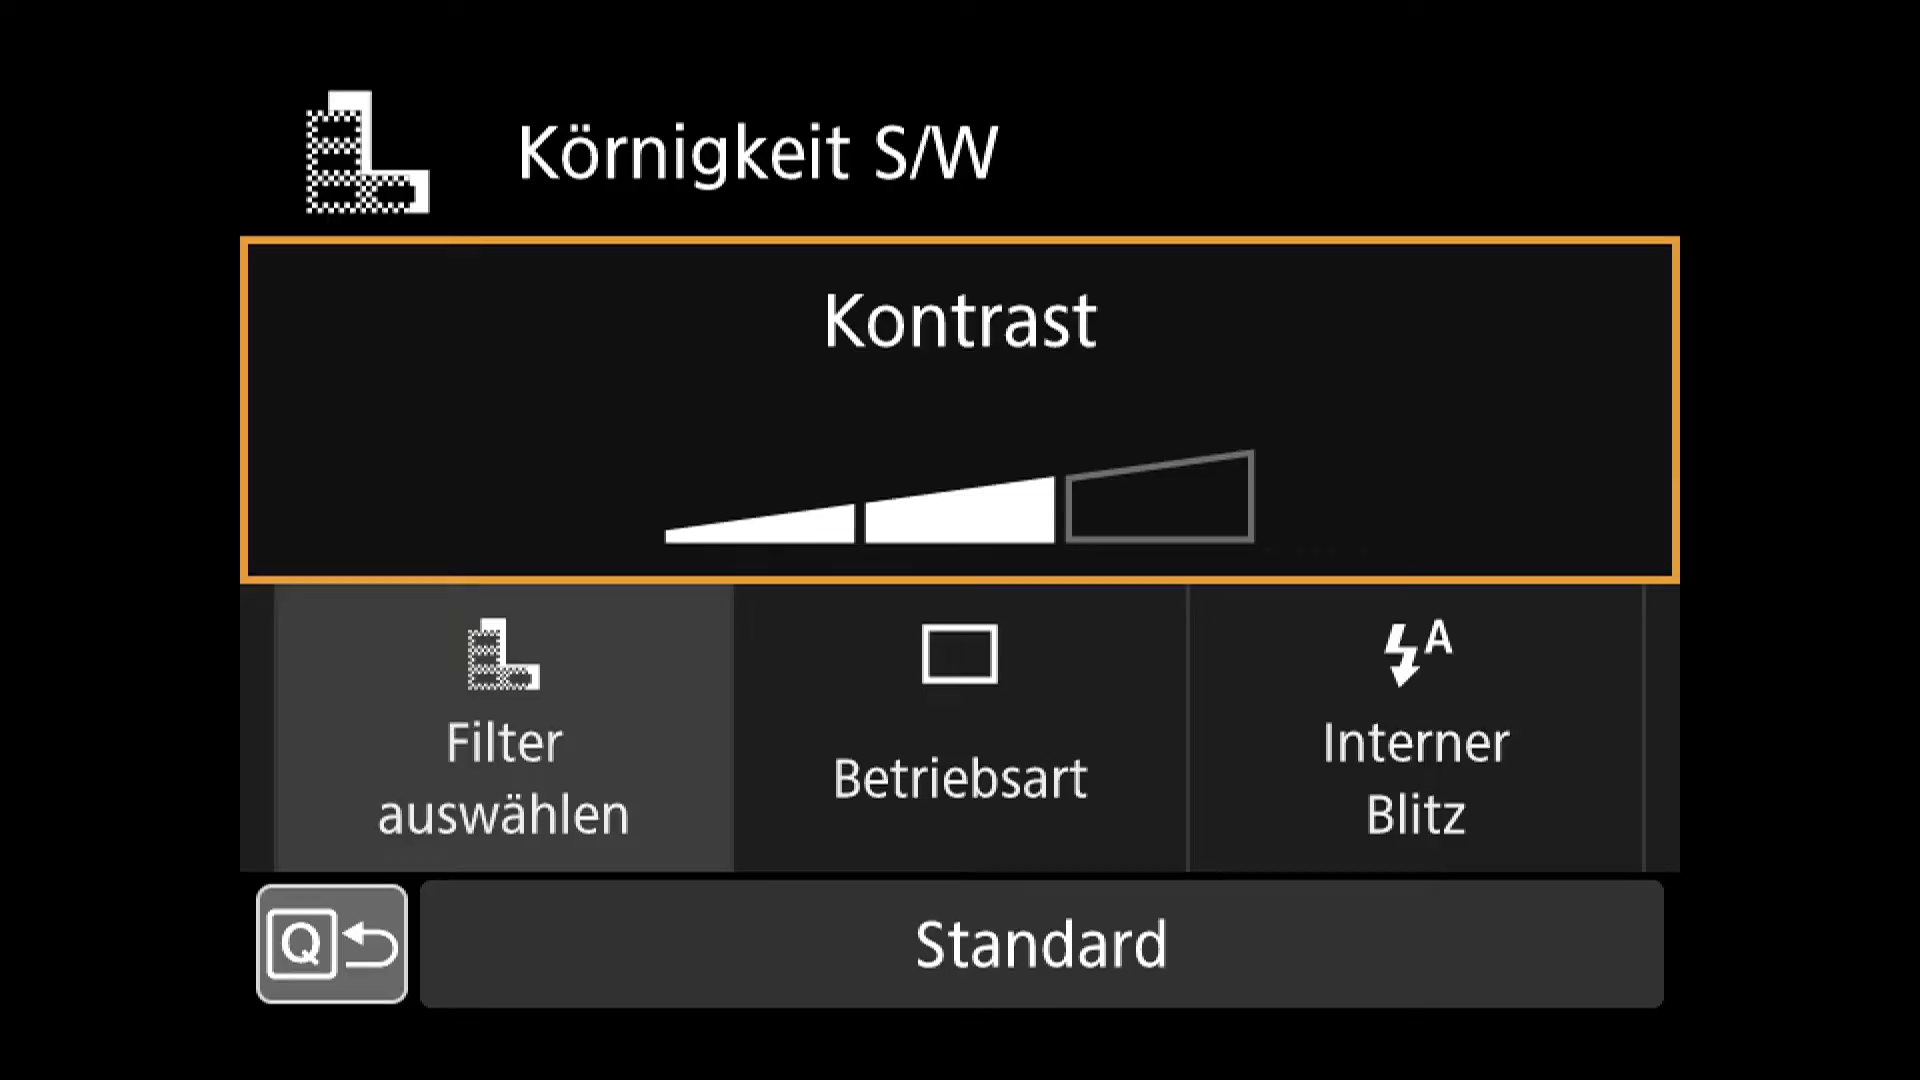 Körnigkeit S/W
Kontrast
Filter
auswählen
Betriebsart
A
Interner
Blitz
Q
Standard